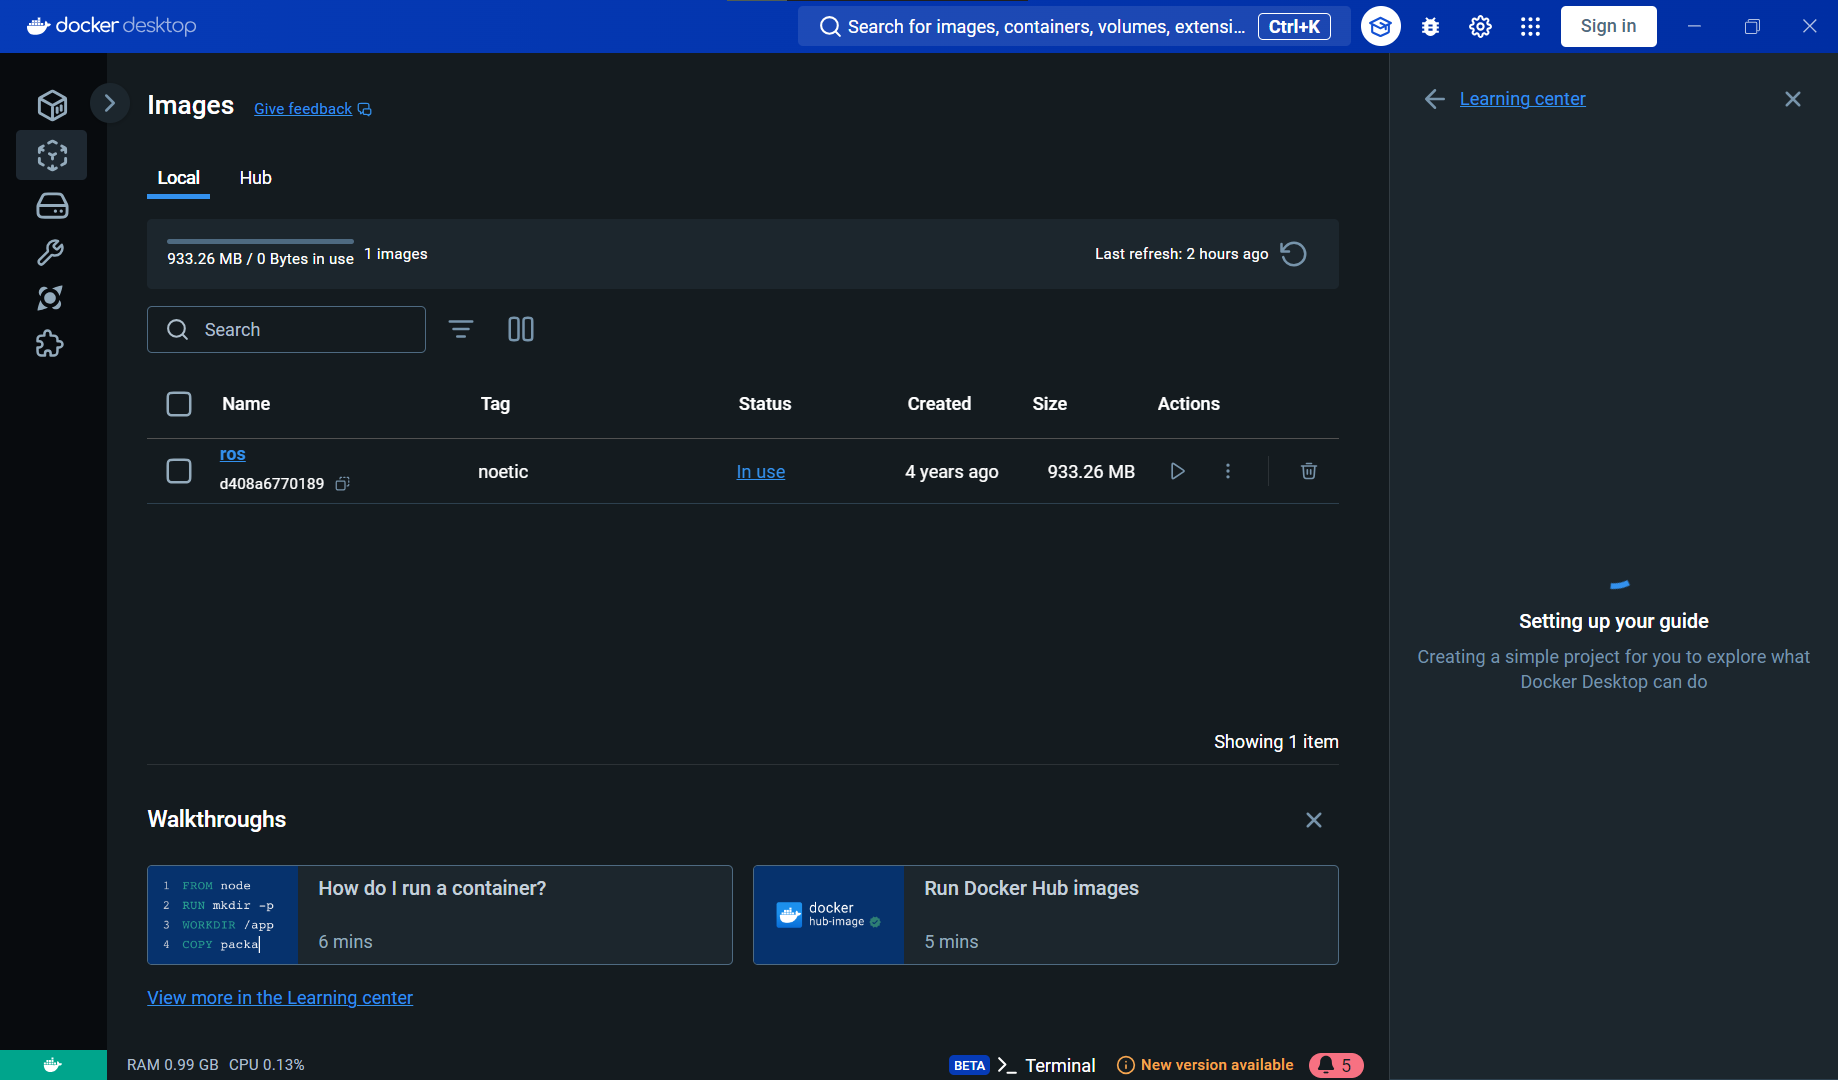 docker desktop
Search for images, containers, volumes, extensi... Ctrl+K
Sign in
Images
Give feedback
Learning center
Local
Hub
933.26 MB / 0 Bytes in use
1 images
Last refresh: 2 hours ago
Search
Name Tag Status Created Size Actions
ros
d408a6770189
noetic
In use
4 years ago
933.26 MB
Setting up your guide
Creating a simple project for you to explore what
Docker Desktop can do
Showing 1 item
Walkthroughs
1 FROM node
2 RUN mkdir -p
3 WORKDIR /app
4 COPY packa
How do I run a container?
6 mins
docker
hub-image
Run Docker Hub images
5 mins
View more in the Learning center
RAM 0.99 GB CPU 0.13%
BETA >_ Terminal
New version available
5